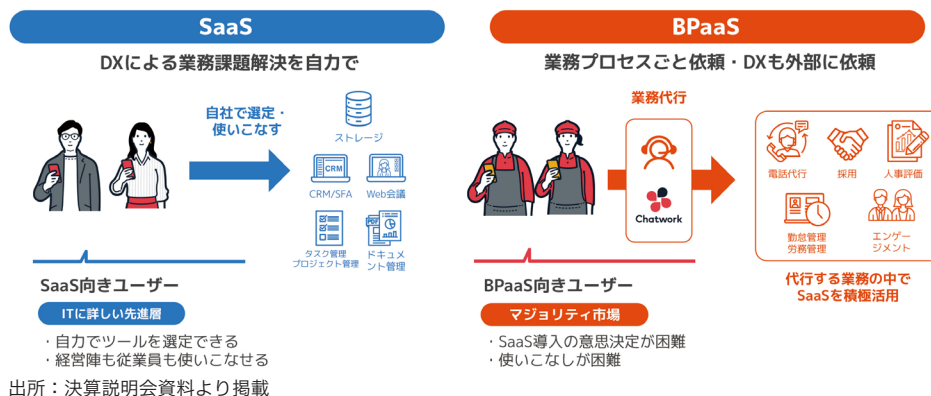 SaaS
DXによる業務課題解決を自力で
自社で選定・
使いこなす
ストレージ
CRM
CRM/SFA
Web会議
タスク管理
プロジェクト管理
PDF
ドキュメ
ント管理
SaaS向きユーザー
ITに詳しい先進層
・自力でツールを選定できる
・経営陣も従業員も使いこなせる
BPaaS
業務プロセスごと依頼・DXも外部に依頼
業務代行
Chatwork
電話代行
採用
人事評価
勤怠管理
労務管理
エンゲー
ジメント
代行する業務の中で
SaaSを積極活用
BPaaS向きユーザー
マジョリティ市場
・SaaS導入の意思決定が困難
・使いこなしが困難
出所：決算説明会資料より掲載